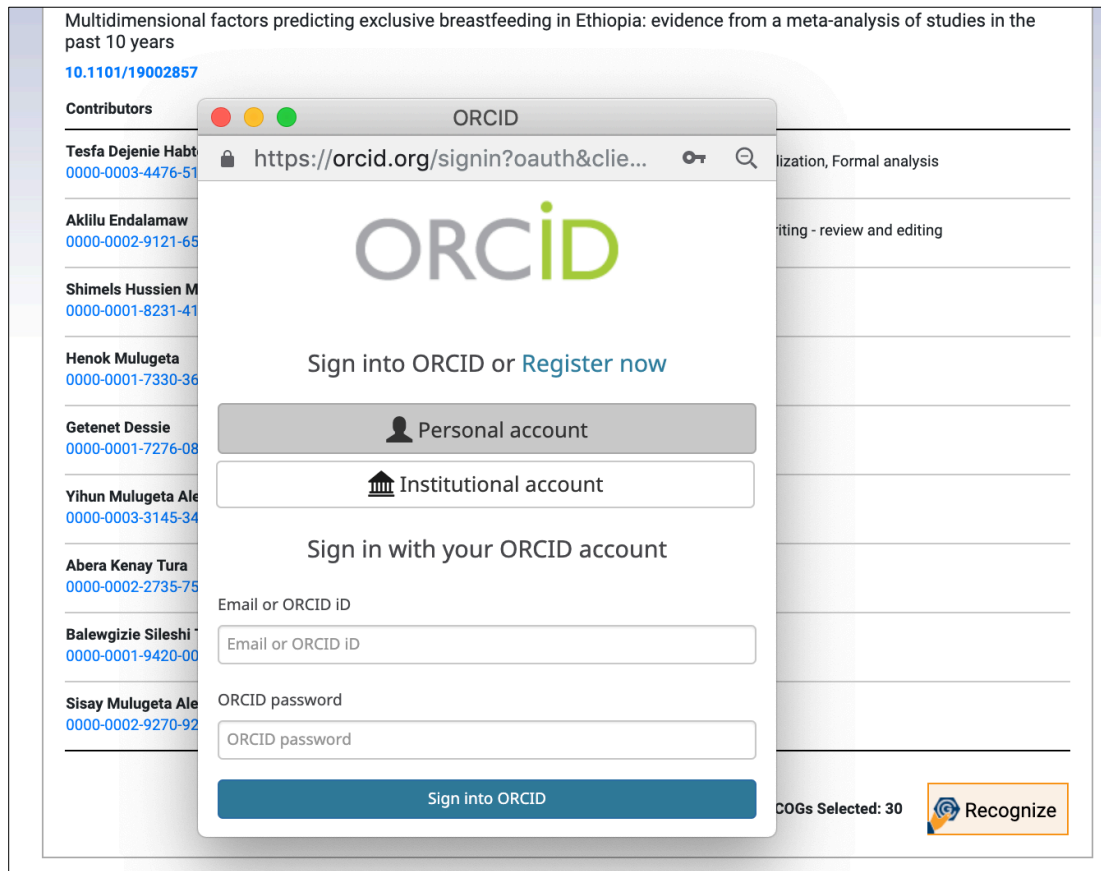 Multidimensional factors predicting exclusive breastfeeding in Ethiopia: evidence from a meta-analysis of studies in the
past 10 years
10.1101/19002857
Contributors
ORCID
https://orcid.org/signin?oauth&clie...
Tesfa Dejenie Habt
0000-0003-4476-51
lization, Formal analysis
Aklilu Endalamaw
0000-0002-9121-65
riting - review and editing
ORCiD
Shimels Hussien M
0000-0001-8231-41
Henok Mulugeta
0000-0001-7330-36
Sign into ORCID or Register now
Getenet Dessie
0000-0001-7276-08
Personal account
Institutional account
Yihun Mulugeta Ale
0000-0003-3145-34
Sign in with your ORCID account
Abera Kenay Tura
0000-0002-2735-75
Email or ORCID iD
Email or ORCID iD
Balewgizie Sileshi T
0000-0001-9420-00
Sisay Mulugeta Ale
0000-0002-9270-92
ORCID password
ORCID password
Sign into ORCID
COGs Selected: 30
Recognize